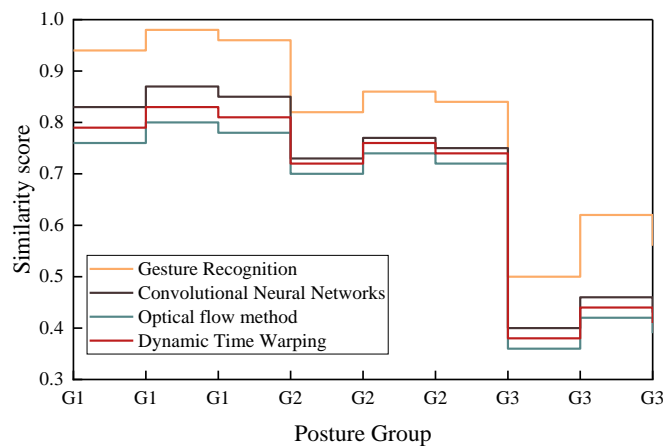 1.0
0.9
0.8
0.7
0.6
0.5
0.4
0.3
Similarity score
Gesture Recognition
Convolutional Neural Networks
Optical flow method
Dynamic Time Warping
G1 G1 G1 G2 G2 G2 G3 G3 G3
Posture Group